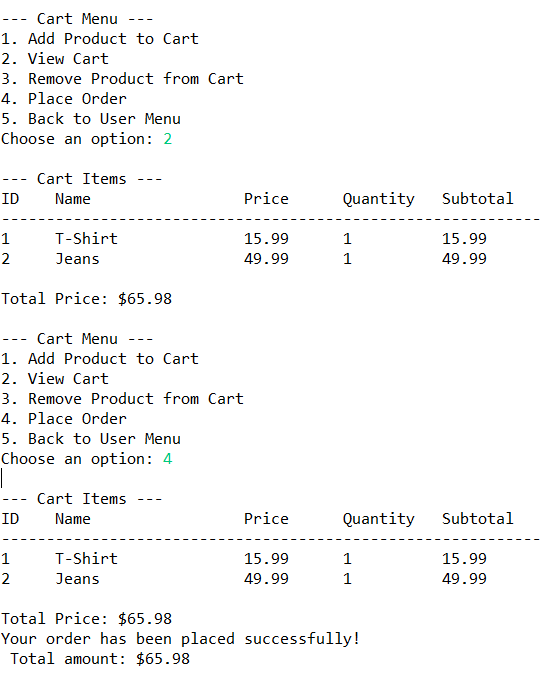 --- Cart Menu ---
1. Add Product to Cart
2. View Cart
3. Remove Product from Cart
4. Place Order
5. Back to User Menu
Choose an option: 2
--- Cart Items ---
ID    Name                 Price      Quantity   Subtotal
------------------------------------------------------------
1     T-Shirt              15.99      1          15.99
2     Jeans                49.99      1          49.99
Total Price: $65.98
--- Cart Menu ---
1. Add Product to Cart
2. View Cart
3. Remove Product from Cart
4. Place Order
5. Back to User Menu
Choose an option: 4
--- Cart Items ---
ID    Name                 Price      Quantity   Subtotal
------------------------------------------------------------
1     T-Shirt              15.99      1          15.99
2     Jeans                49.99      1          49.99
Total Price: $65.98
Your order has been placed successfully!
 Total amount: $65.98